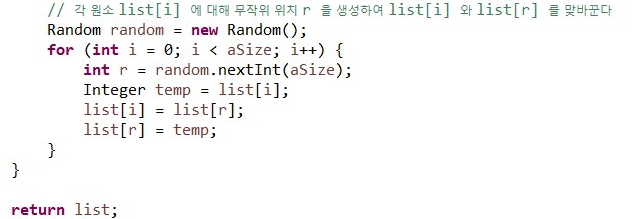 // 각 원소 list[i] 에 대해 무작위 위치 r 을 생성하여 list[i] 와 list[r] 를 맞바꾼다
Random random = new Random();
for (int i = 0; i < aSize; i++) {
int r = random.nextInt(aSize);
Integer temp = list[i];
list[i] = list[r];
list[r] = temp;
}
}
return list;